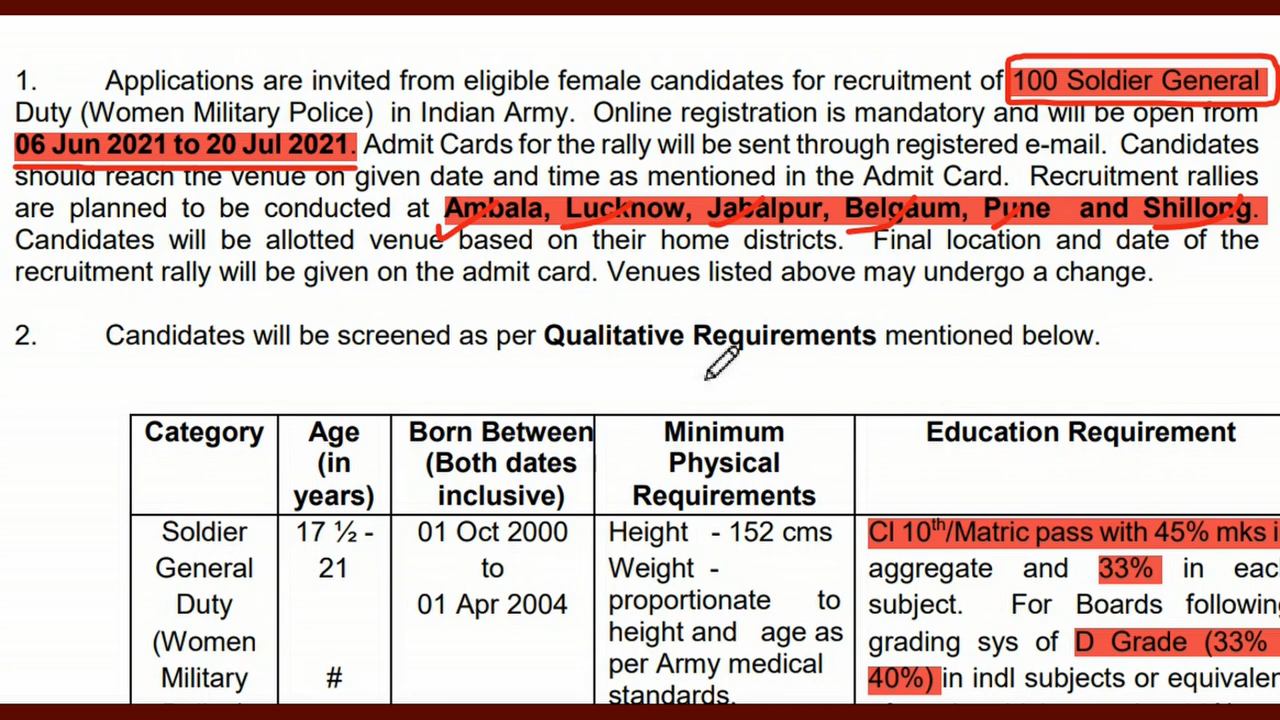 1. Applications are invited from eligible female candidates for recruitment of 100 Soldier General
Duty (Women Military Police) in Indian Army. Online registration is mandatory and will be open from
06 Jun 2021 to 20 Jul 2021. Admit Cards for the rally will be sent through registered e-mail. Candidates
should reach the venue on given date and time as mentioned in the Admit Card. Recruitment rallies
are planned to be conducted at Ambala, Lucknow, Jabalpur, Belgaum, Pune and Shillong.
Candidates will be allotted venue based on their home districts. Final location and date of the
recruitment rally will be given on the admit card. Venues listed above may undergo a change.
2. Candidates will be screened as per Qualitative Requirements mentioned below.
Category
Age
(in
years)
Born Between
(Both dates
inclusive)
Minimum
Physical
Requirements
Education Requirement
Soldier
General
Duty
(Women
Military
17 ½ -
21
#
01 Oct 2000
to
01 Apr 2004
Height - 152 cms
Weight -
proportionate to
height and age as
per Army medical
standards.
Cl 10th/Matric pass with 45% mks
aggregate and 33% in
subject. For Boards
grading sys of D Grade (33%
40%) in indl subjects or